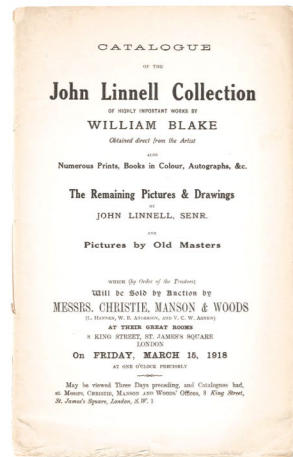 CATALOGUE
OF THE
John Linnell Collection
OF HIGHLY IMPORTANT WORKS BY
WILLIAM BLAKE
Obtained direct from the Artist
ALSO
Numerous Prints, Books in Colour, Autographs, &c.
The Remaining Pictures & Drawings
OF
JOHN LINNELL, SENR.
AND
Pictures by Old Masters
WHICH (by Order of the Trustees)
Will be Sold by Auction by
MESSRS. CHRISTIE, MANSON & WOODS
(L. HANNEN, W. B. ANDERSON, AND V. C. W. AGNEW)
AT THEIR GREAT ROOMS
8 KING STREET, ST. JAMES'S SQUARE
LONDON
On FRIDAY, MARCH 15, 1918
AT ONE O'CLOCK PRECISELY
May be viewed Three Days preceding, and Catalogues had,
at Messrs. CHRISTIE, MANSON AND WOODS' Offices, 8 King Street,
St. James's Square, London, S.W. 1